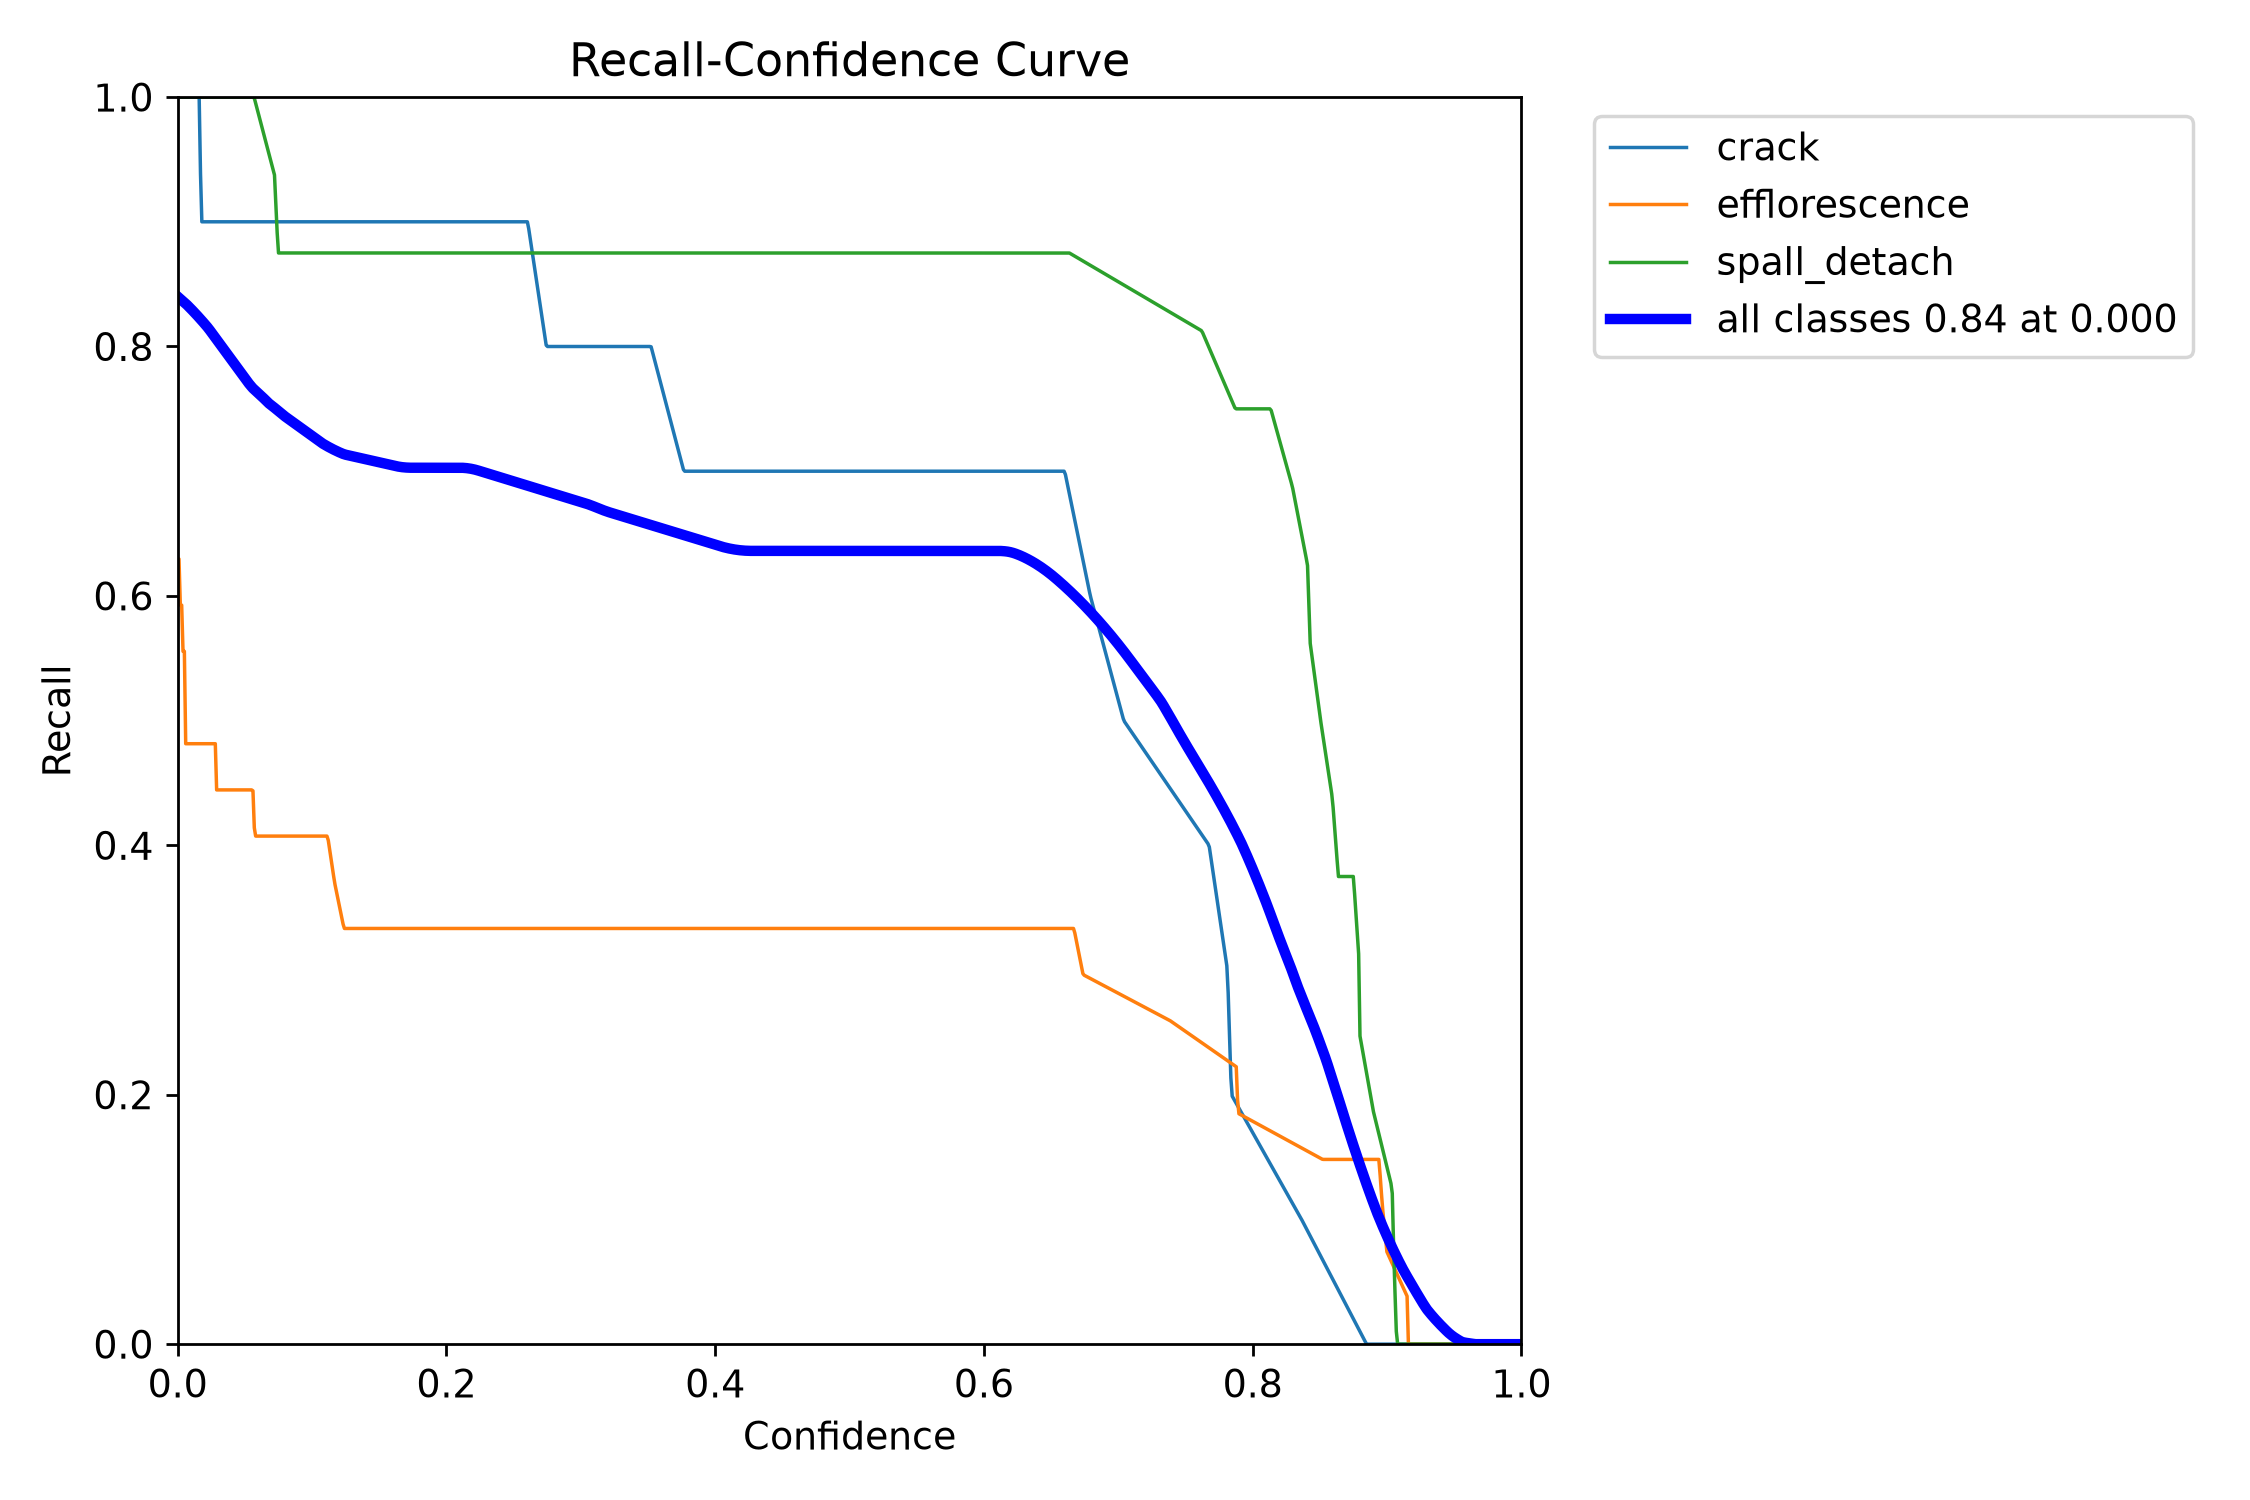 Recall-Confidence Curve
1.0
0.8
0.6
0.4
0.2
0.0
Recall
0.0 0.2 0.4 0.6 0.8 1.0
Confidence
crack
efflorescence
spall_detach
all classes 0.84 at 0.000